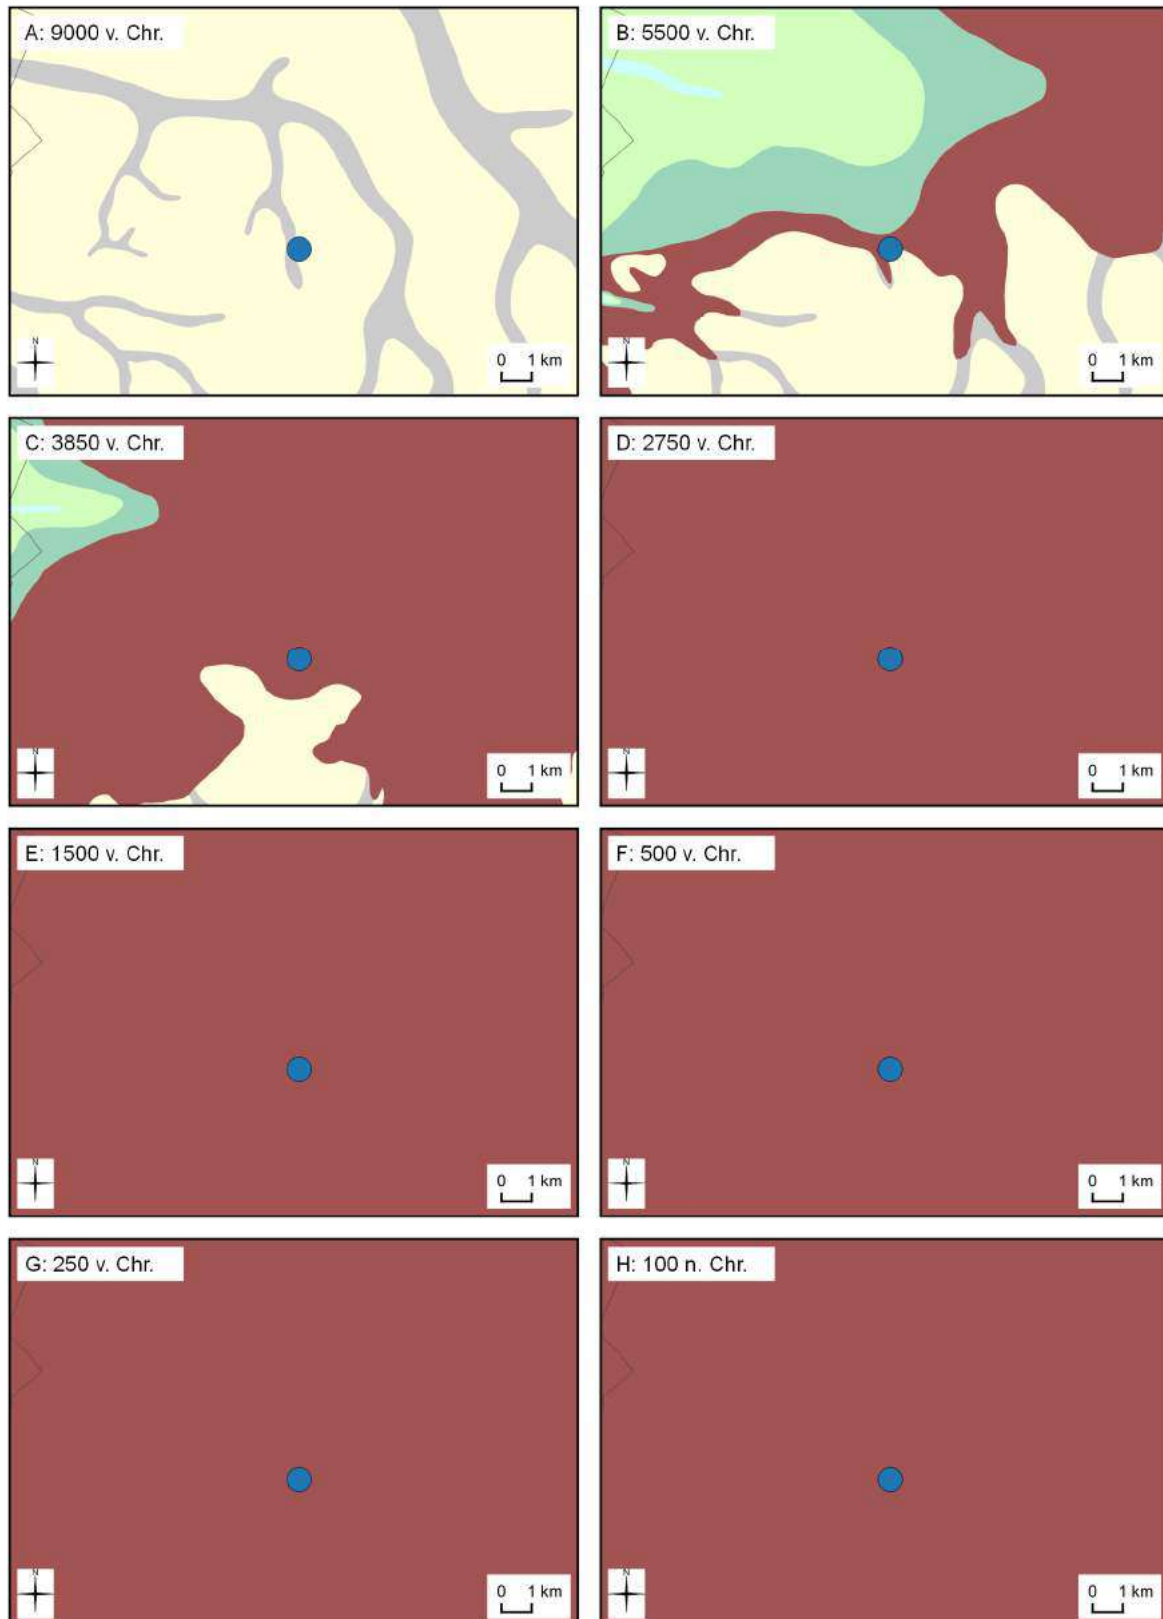 A: 9000 v. Chr.
N
0 1 km
B: 5500 v. Chr.
N
0 1 km
C: 3850 v. Chr.
N
0 1 km
D: 2750 v. Chr.
N
0 1 km
E: 1500 v. Chr.
N
0 1 km
F: 500 v. Chr.
N
0 1 km
G: 250 v. Chr.
N
0 1 km
H: 100 n. Chr.
N
0 1 km